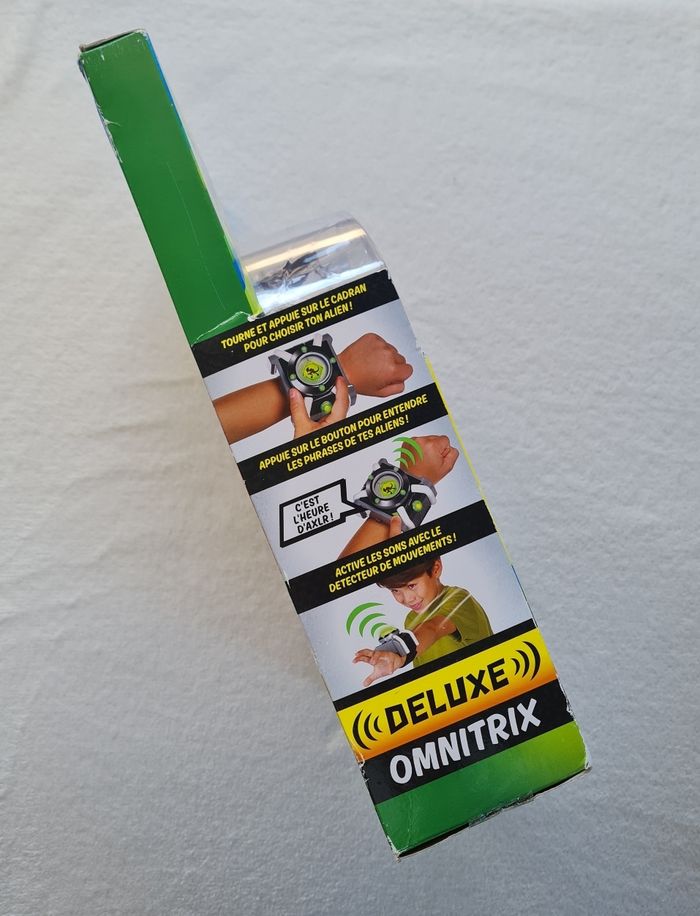 TOURNE ET APPUIE SUR LE CADRAN
POUR CHOISIR TON ALIEN !
APPUIE SUR LE BOUTON POUR ENTENDRE
LES PHRASES DE TES ALIENS !
C'EST
L'HEURE
D'AXLR !
ACTIVE LES SONS AVEC LE
DETECTEUR DE MOUVEMENTS !
DELUXE
OMNITRIX